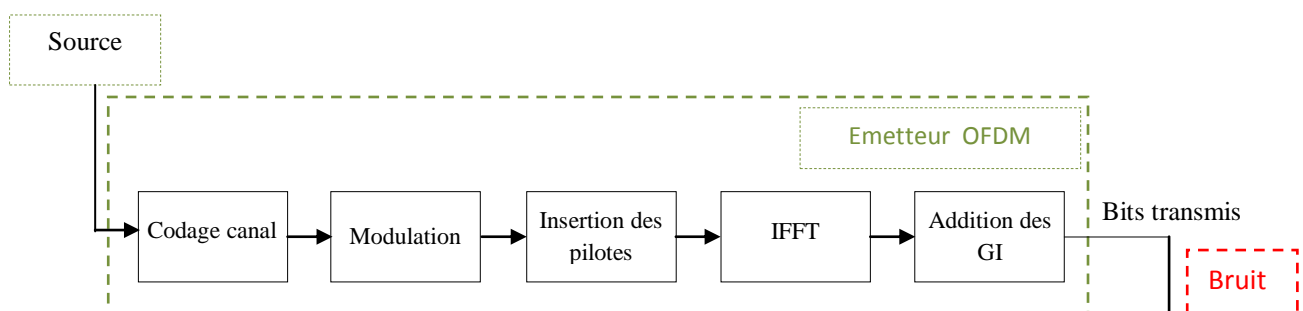 Source
Emetteur OFDM
Codage canal
Modulation
Insertion des
pilotes
IFFT
Addition des
GI
Bits transmis
Bruit